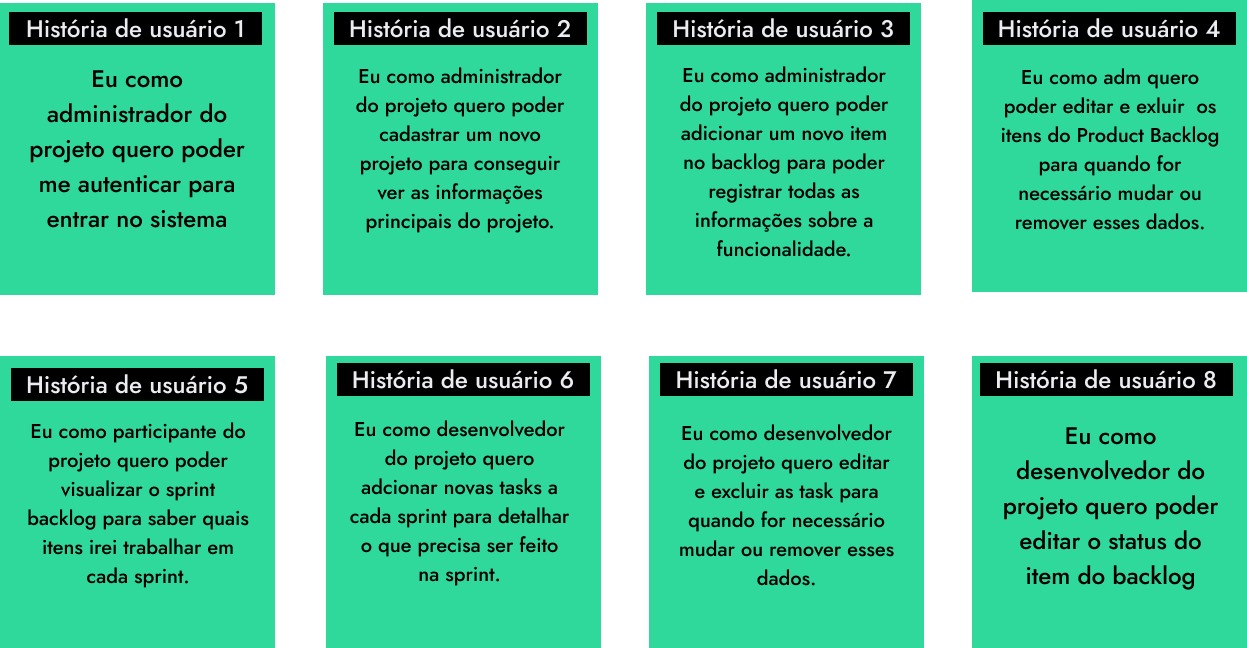 História de usuário 1
Eu como
administrador do
projeto quero poder
me autenticar para
entrar no sistema
História de usuário 2
Eu como administrador
do projeto quero poder
cadastrar um novo
projeto para conseguir
ver as informações
principais do projeto.
História de usuário 3
Eu como administrador
do projeto quero poder
adicionar um novo item
no backlog para poder
registrar todas as
informações sobre a
funcionalidade.
História de usuário 4
Eu como adm quero
poder editar e exluir  os
itens do Product Backlog
para quando for
necessário mudar ou
remover esses dados.
História de usuário 5
Eu como participante do
projeto quero poder
visualizar o sprint
backlog para saber quais
itens irei trabalhar em
cada sprint.
História de usuário 6
Eu como desenvolvedor
do projeto quero
adcionar novas tasks a
cada sprint para detalhar
o que precisa ser feito
na sprint.
História de usuário 7
Eu como desenvolvedor
do projeto quero editar
e excluir as task para
quando for necessário
mudar ou remover esses
dados.
História de usuário 8
Eu como
desenvolvedor do
projeto quero poder
editar o status do
item do backlog